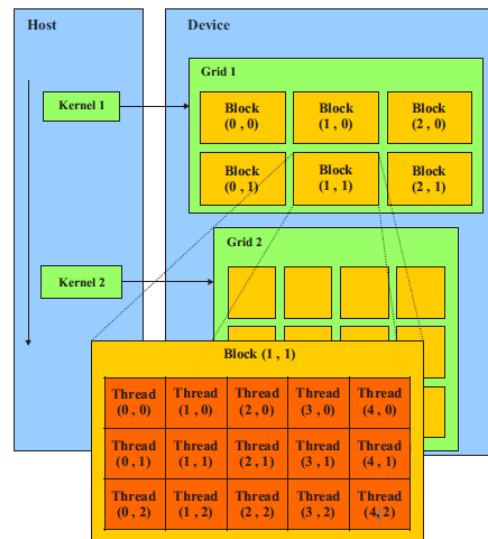 Host
Device
Grid 1
Kernel 1
Block
(0 , 0)
Block
(1 , 0)
Block
(2 , 0)
Block
(0 , 1)
Block
(1 , 1)
Block
(2 , 1)
Grid 2
Kernel 2
Block (1 , 1)
Thread
(0 , 0)
Thread
(1 , 0)
Thread
(2 , 0)
Thread
(3 , 0)
Thread
(4 , 0)
Thread
(0 , 1)
Thread
(1 , 1)
Thread
(2 , 1)
Thread
(3 , 1)
Thread
(4 , 1)
Thread
(0 , 2)
Thread
(1 , 2)
Thread
(2 , 2)
Thread
(3 , 2)
Thread
(4, 2)